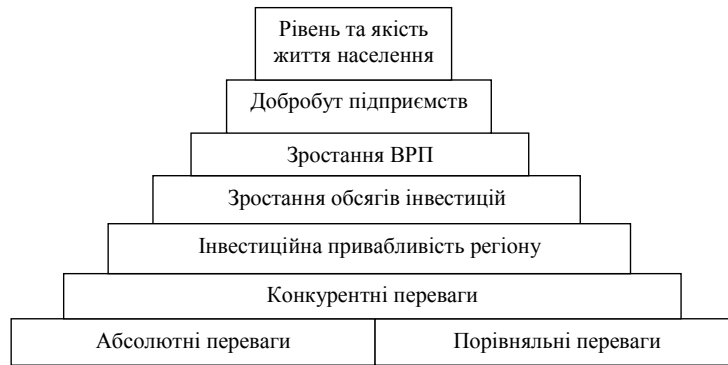 Рівень та якість
життя населення
Добробут підприємств
Зростання ВРП
Зростання обсягів інвестицій
Інвестиційна привабливість регіону
Конкурентні переваги
Абсолютні переваги
Порівняльні переваги